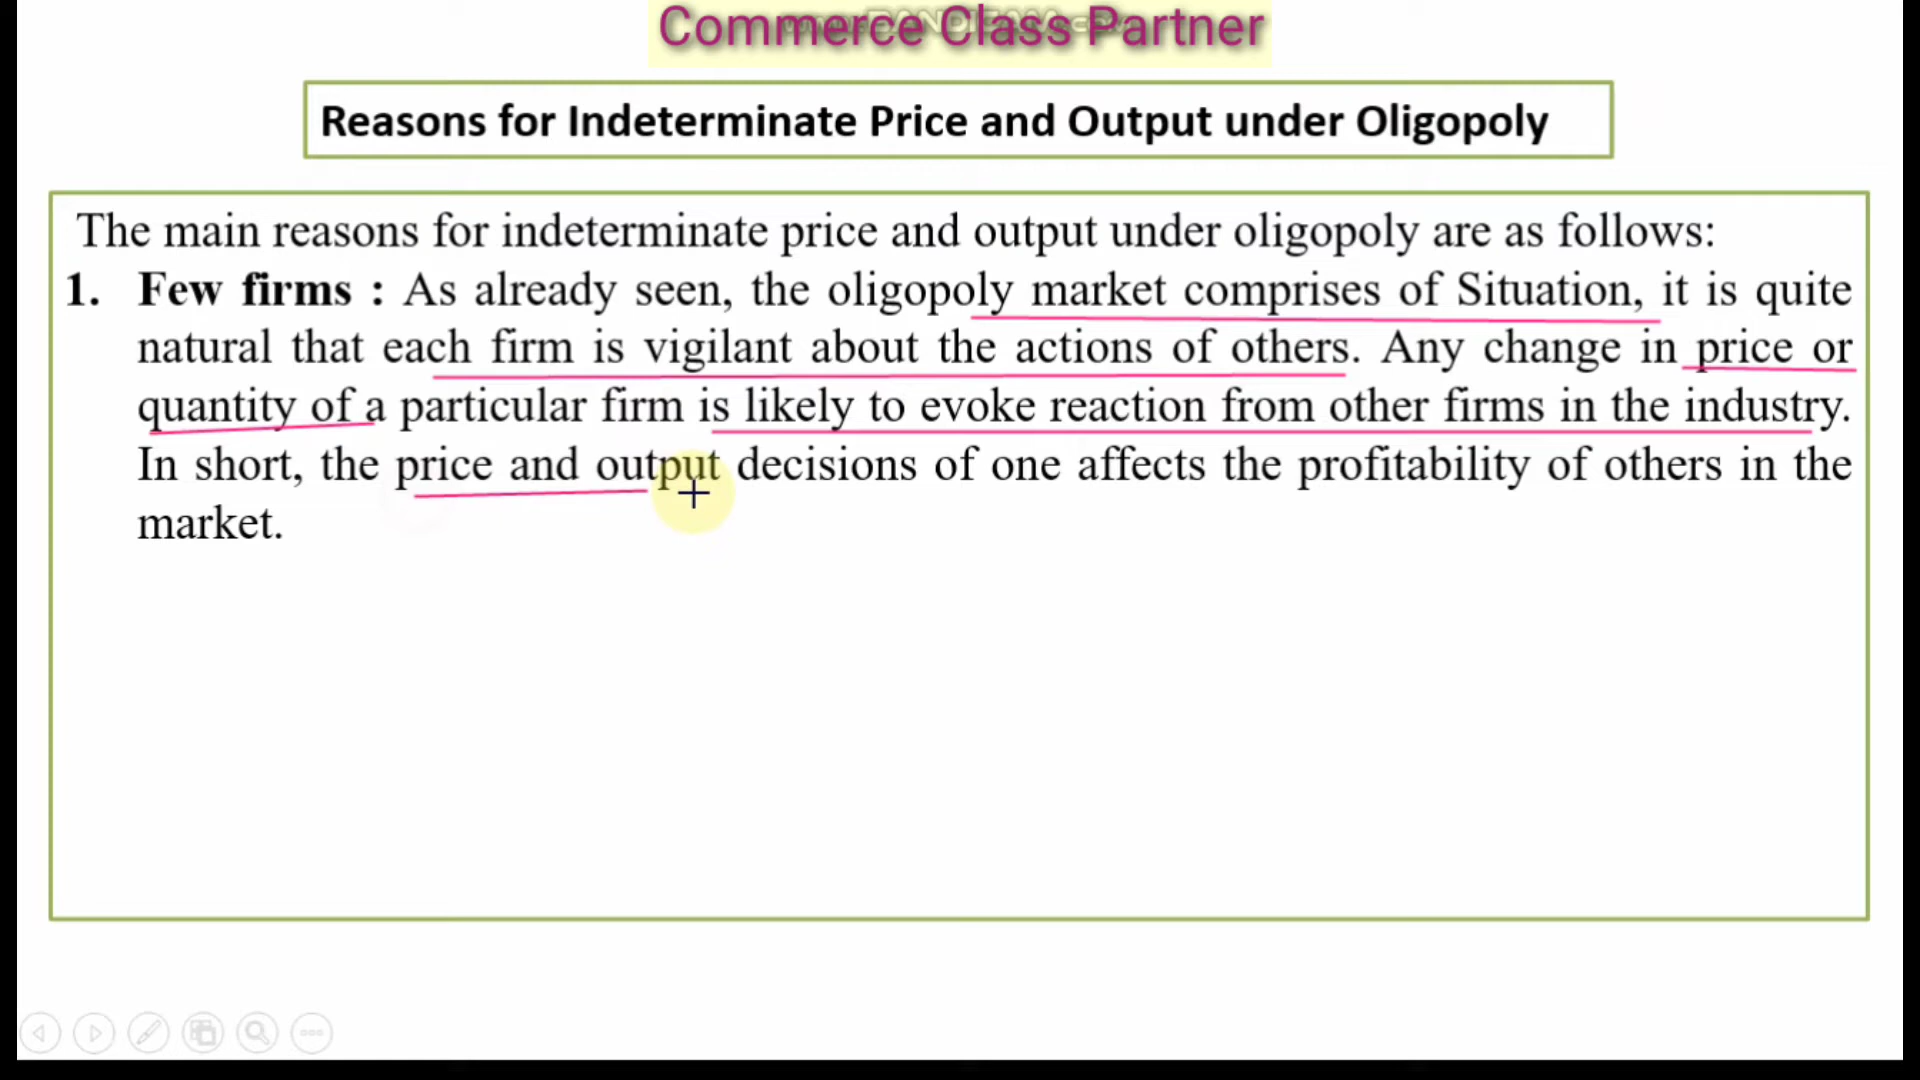 Commerce Class Partner
Reasons for Indeterminate Price and Output under Oligopoly
The main reasons for indeterminate price and output under oligopoly are as follows:
1. Few firms : As already seen, the oligopoly market comprises of Situation, it is quite
natural that each firm is vigilant about the actions of others. Any change in price or
quantity of a particular firm is likely to evoke reaction from other firms in the industry.
In short, the price and output decisions of one affects the profitability of others in the
market.